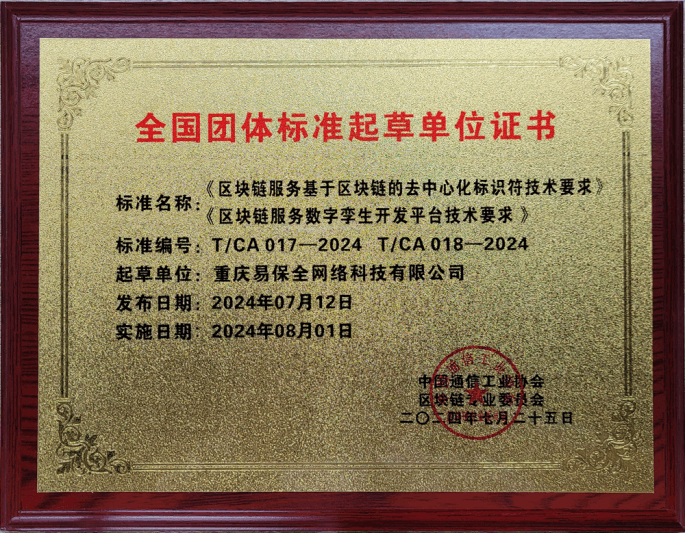 全国团体标准起草单位证书
标准名称：《区块链服务基于区块链的去中心化标识符技术要求》
《区块链服务数字孪生开发平台技术要求》
标准编号：T/CA 017—2024 T/CA 018—2024
起草单位：重庆易保全网络科技有限公司
发布日期：2024年07月12日
实施日期：2024年08月01日
中国通信工业协会
区块链专业委员会
二〇二四年七月二十五日